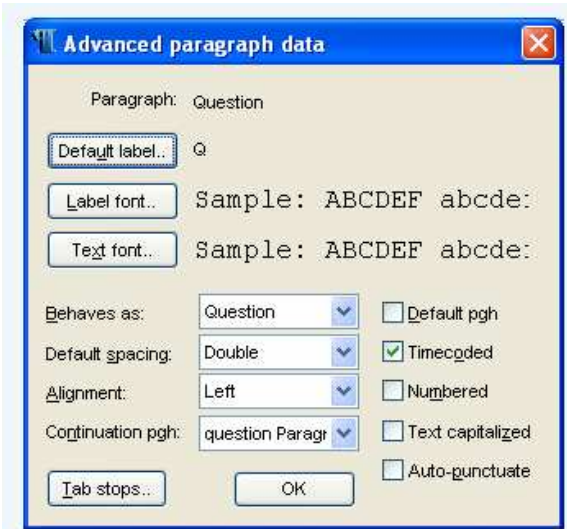 Advanced paragraph data
Paragraph: Question
Default label.. Q
Label font.. Sample: ABCDEF abcde:
Text font.. Sample: ABCDEF abcde:
Behaves as: Question Default pgh
Default spacing: Double Timecoded
Alignment: Left Numbered
Continuation pgh: question Paragr Text capitalized
Auto-punctuate
Tab stops.. OK